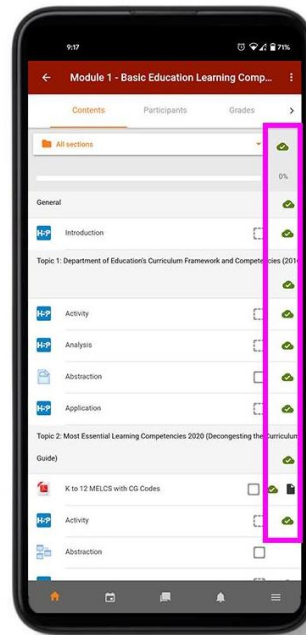 9:17
71%
Module 1 - Basic Education Learning Comp...
Contents Participants Grades
All sections
0%
General
H-P Introduction
Topic 1: Department of Education's Curriculum Framework and Competencies (201
H-P Activity
H-P Analysis
Abstraction
H-P Application
Topic 2: Most Essential Learning Competencies 2020 (Decongesting the Curriculum
Guide)
K to 12 MELCS with CG Codes
H-P Activity
Abstraction